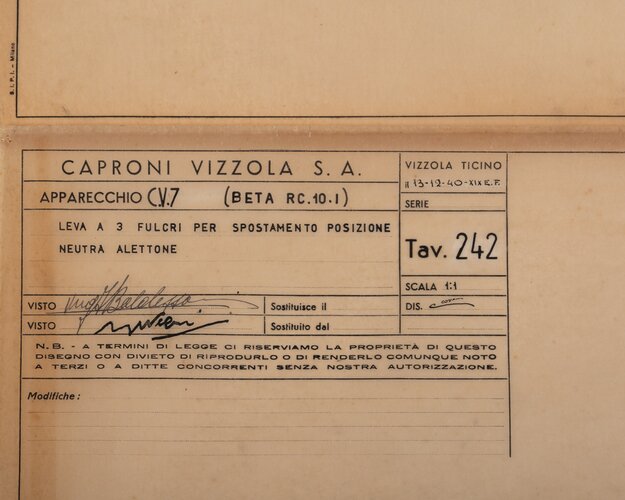 S.I.P.I. - Milano
CAPRONI VIZZOLA S. A.
VIZZOLA TICINO
il 13-12-40-XIX E.F.
APPARECCHIO C.V.7 (BETA RC.10.I)
SERIE
LEVA A 3 FULCRI PER SPOSTAMENTO POSIZIONE
NEUTRA ALETTONE
Tav. 242
SCALA 1:1
VISTO
Sostituisce il
DIS.
VISTO
Sostituito dal
N.B. - A TERMINI DI LEGGE CI RISERVIAMO LA PROPRIETÀ DI QUESTO
DISEGNO CON DIVIETO DI RIPRODURLO O DI RENDERLO COMUNQUE NOTO
A TERZI O A DITTE CONCORRENTI SENZA NOSTRA AUTORIZZAZIONE.
Modifiche :